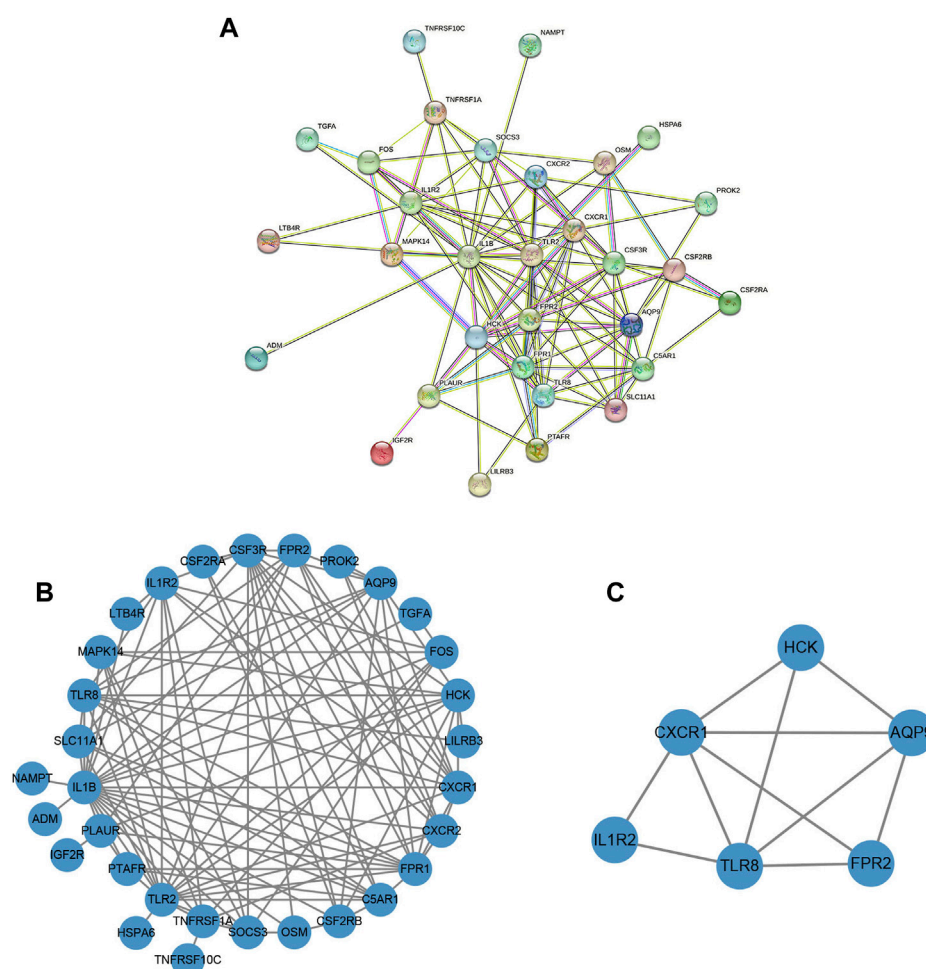 A
TNFRSF10C
NAMPT
TNFRSF1A
TGFA
FOS
SOCS3
HSPA6
OSM
CXCR2
IL1R2
PROK2
CXCR1
LTB4R
MAPK14
IL1B
TLR2
CSF3R
CSF2RB
CSF2RA
FPR2
AQP9
HCK
ADM
FPR1
C5AR1
PLAUR
TLR8
SLC11A1
IGF2R
PTAFR
LILRB3
B
CSF3R
FPR2
CSF2RA
PROK2
IL1R2
AQP9
LTB4R
TGFA
MAPK14
FOS
TLR8
HCK
SLC11A1
LILRB3
NAMPT
IL1B
CXCR1
ADM
PLAUR
CXCR2
IGF2R
PTAFR
FPR1
TLR2
C5AR1
HSPA6
TNFRSF1A
SOCS3
OSM
CSF2RB
TNFRSF10C
C
HCK
CXCR1
AQP9
IL1R2
TLR8
FPR2